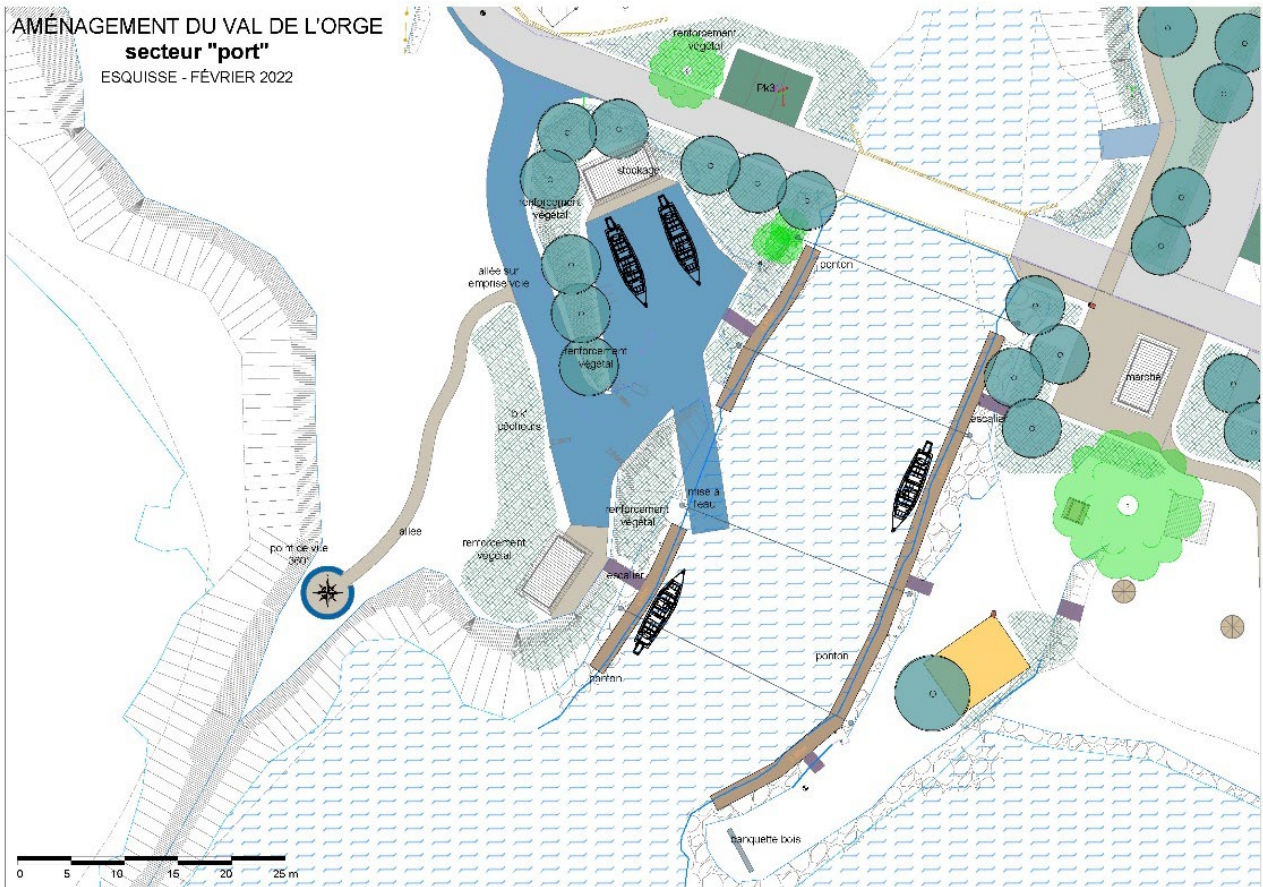 AMÉNAGEMENT DU VAL DE L'ORGE
secteur "port"
ESQUISSE - FÉVRIER 2022
renforcement
végétal
Pk3
stockage
renforcement
végétal
allée sur
emprise voie
ponton
renforcement
végétal
marché
pêcheurs
escalier
mise à
l'eau
renforcement
végétal
allée
renforcement
végétal
point de vue
360°
escalier
ponton
ponton
banquette bois
0 5 10 15 20 25 m